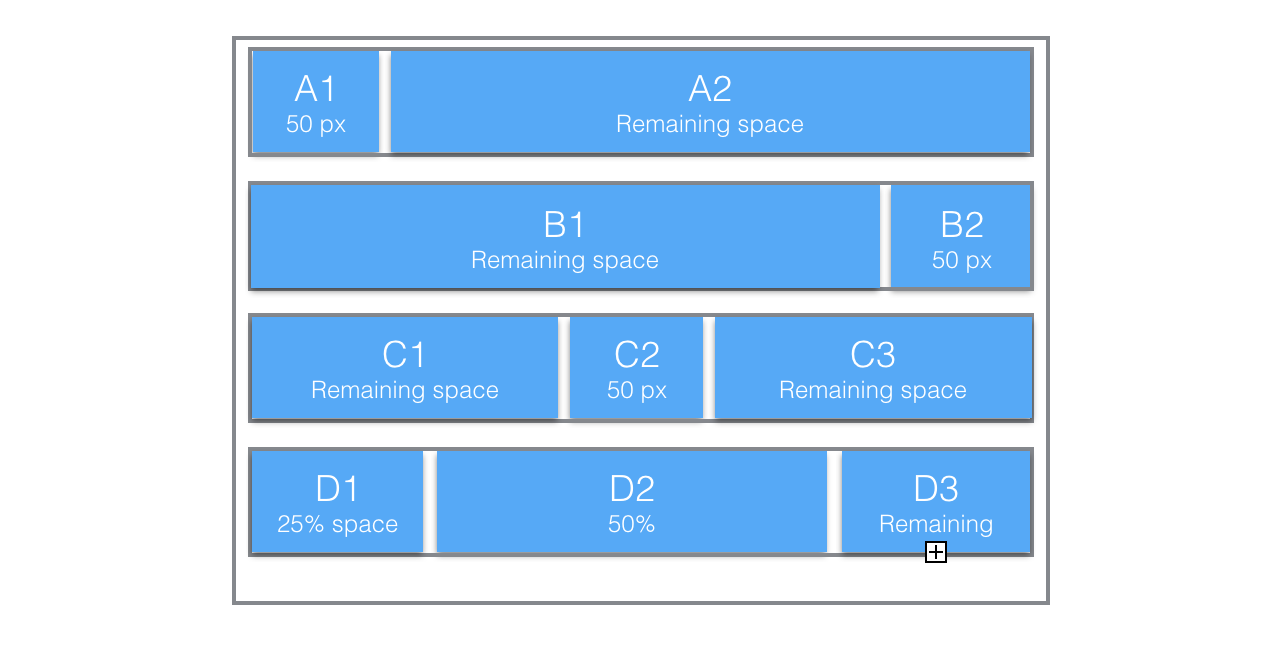 A1
50 px
A2
Remaining space
B1
Remaining space
B2
50 px
C1
Remaining space
C2
50 px
C3
Remaining space
D1
25% space
D2
50%
D3
Remaining